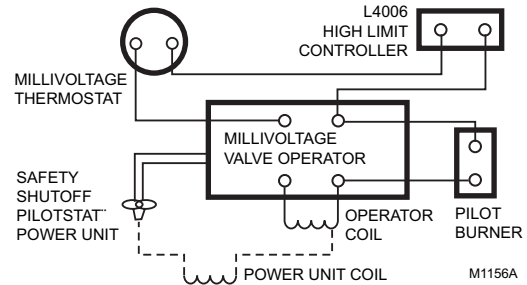 L4006
HIGH LIMIT
CONTROLLER
MILLIVOLTAGE
THERMOSTAT
MILLIVOLTAGE
VALVE OPERATOR
SAFETY
SHUTOFF
PILOTSTAT¨
POWER UNIT
OPERATOR
COIL
PILOT
BURNER
POWER UNIT COIL
M1156A